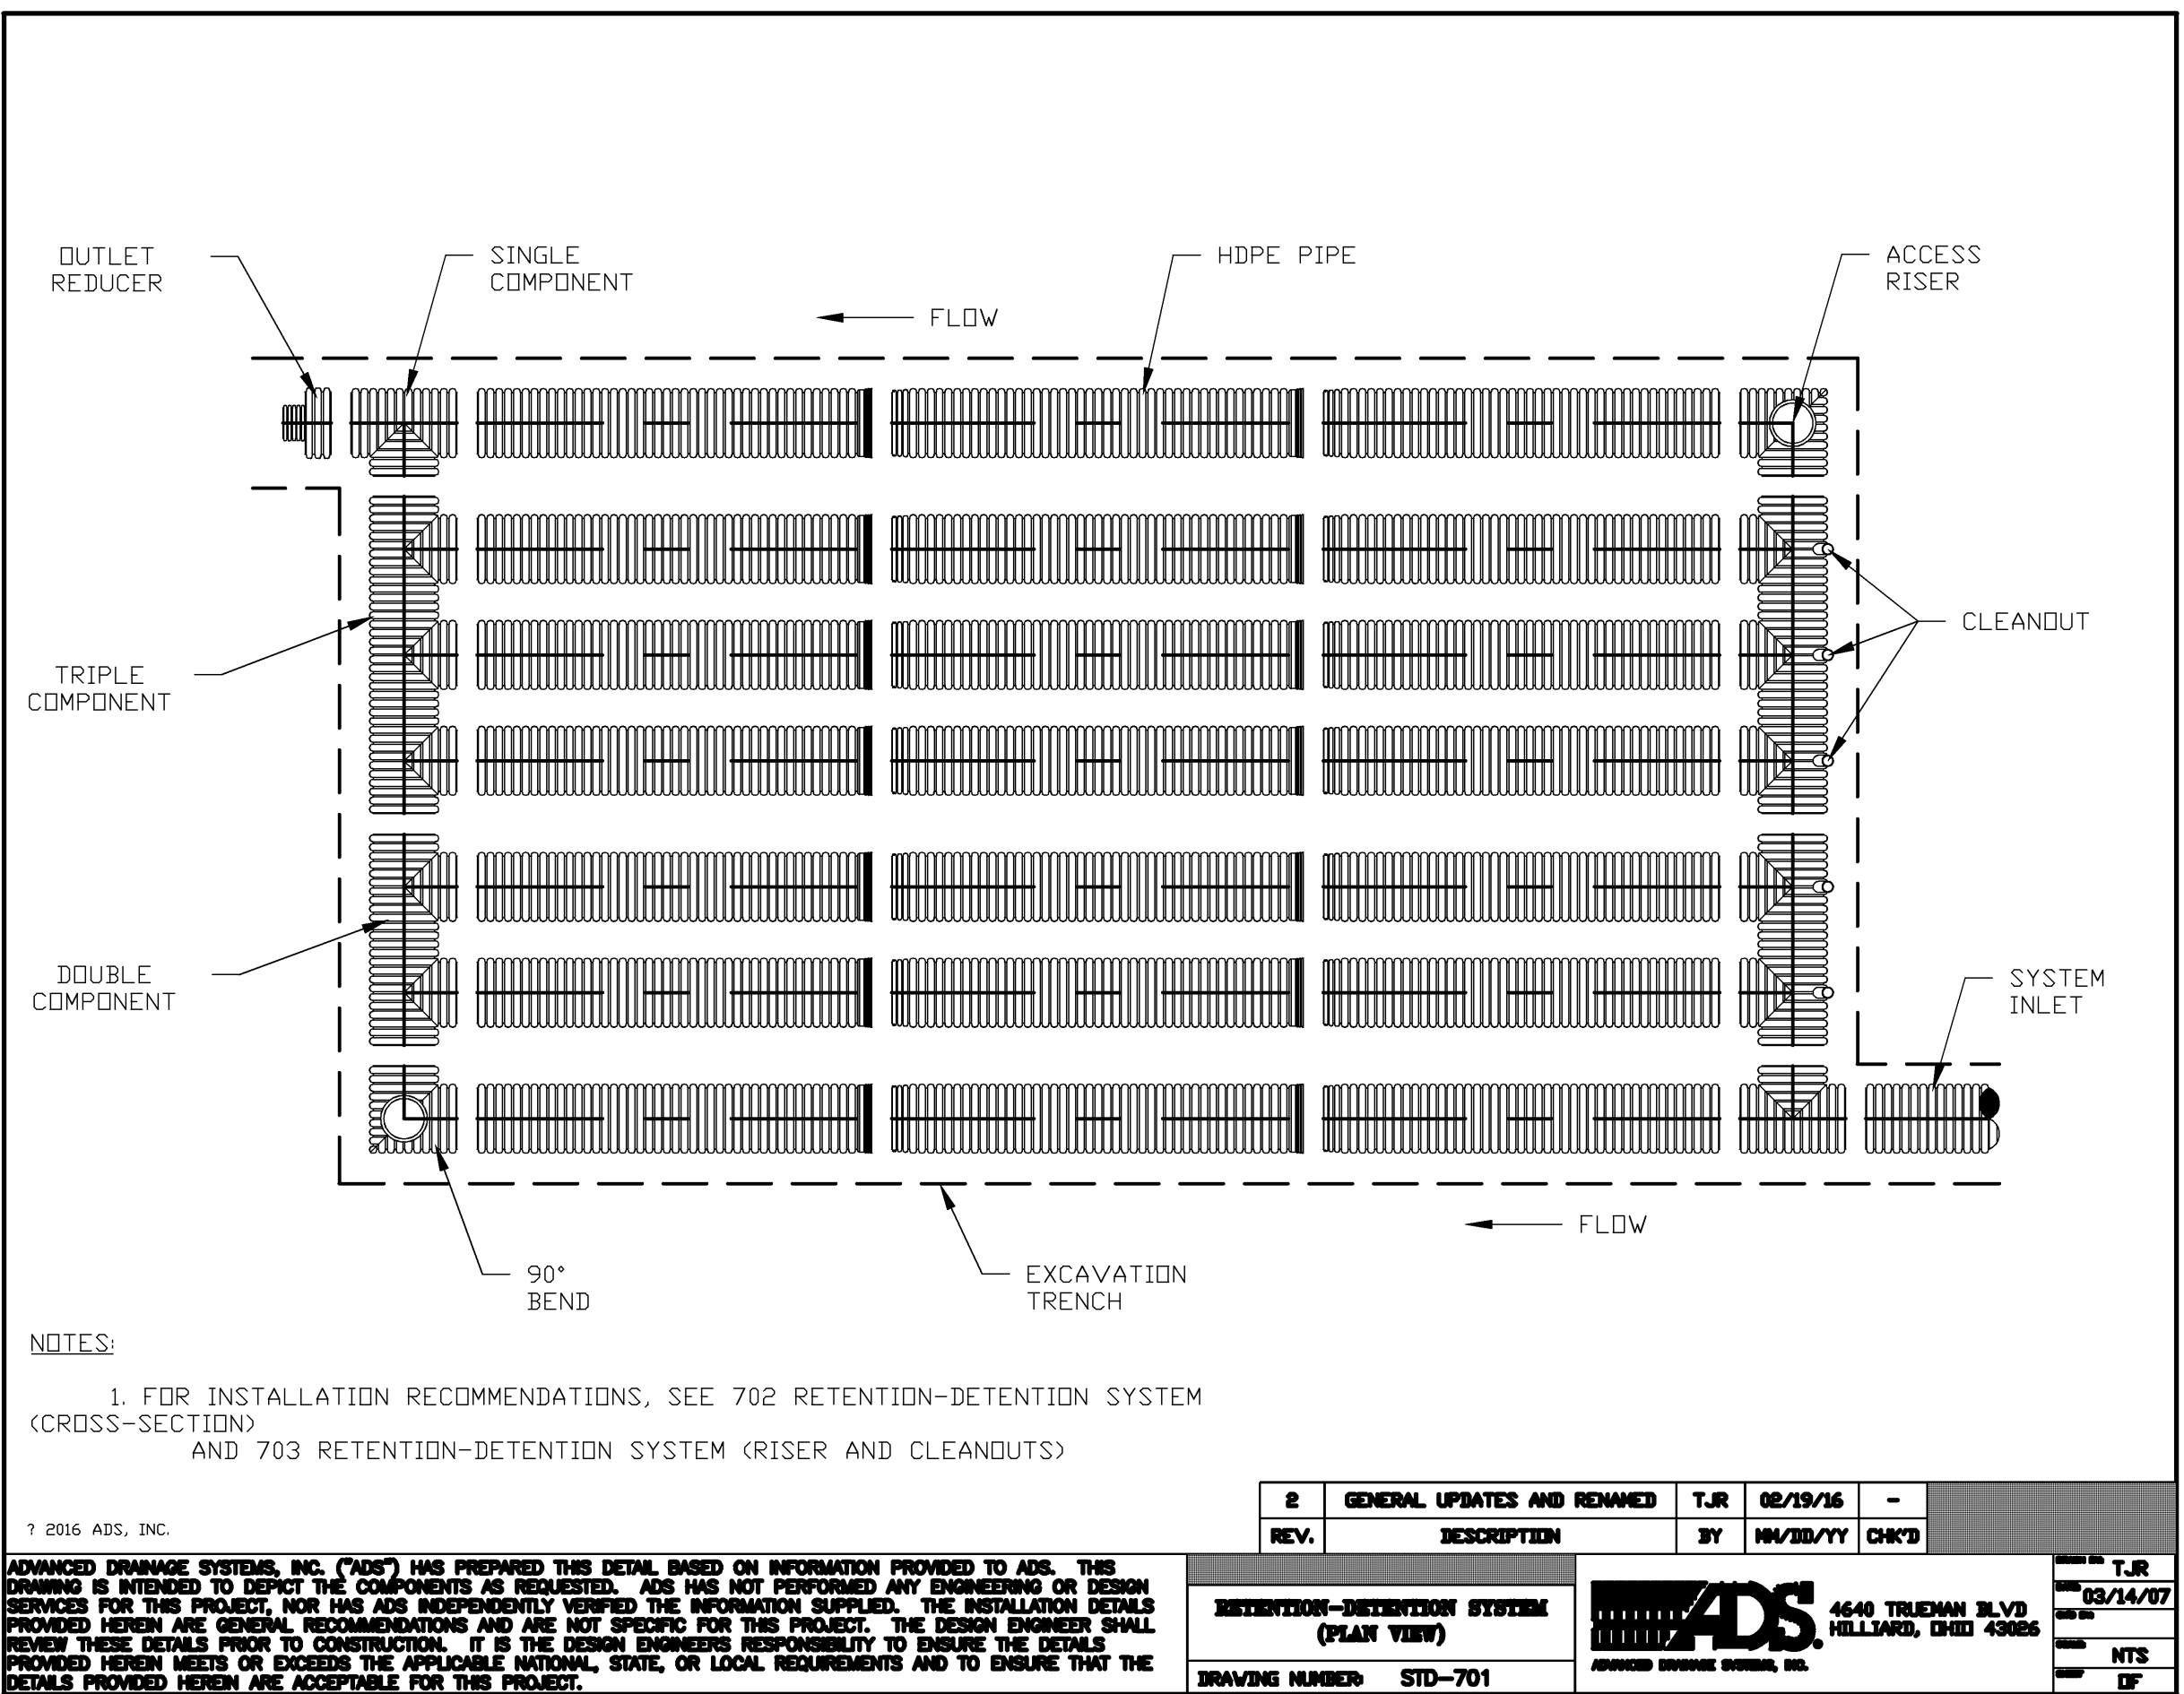 OUTLET
REDUCER
SINGLE
COMPONENT
HDPE PIPE
ACCESS
RISER
FLOW
CLEANOUT
TRIPLE
COMPONENT
DOUBLE
COMPONENT
SYSTEM
INLET
FLOW
90°
BEND
EXCAVATION
TRENCH
NOTES:
1. FOR INSTALLATION RECOMMENDATIONS, SEE 702 RETENTION-DETENTION SYSTEM
(CROSS-SECTION)
AND 703 RETENTION-DETENTION SYSTEM (RISER AND CLEANOUTS)
? 2016 ADS, INC.
2 GENERAL UPDATES AND RENAMED TJR 02/19/16 -
REV. DESCRIPTION BY MM/DD/YY CHK'D
ADVANCED DRAINAGE SYSTEMS, INC. ("ADS") HAS PREPARED THIS DETAIL BASED ON INFORMATION PROVIDED TO ADS. THIS
DRAWING IS INTENDED TO DEPICT THE COMPONENTS AS REQUESTED. ADS HAS NOT PERFORMED ANY ENGINEERING OR DESIGN
SERVICES FOR THIS PROJECT, NOR HAS ADS INDEPENDENTLY VERIFIED THE INFORMATION SUPPLIED. THE INSTALLATION DETAILS
PROVIDED HEREIN ARE GENERAL RECOMMENDATIONS AND ARE NOT SPECIFIC FOR THIS PROJECT. THE DESIGN ENGINEER SHALL
REVIEW THESE DETAILS PRIOR TO CONSTRUCTION. IT IS THE DESIGN ENGINEERS RESPONSIBILITY TO ENSURE THE DETAILS
PROVIDED HEREIN MEETS OR EXCEEDS THE APPLICABLE NATIONAL, STATE, OR LOCAL REQUIREMENTS AND TO ENSURE THAT THE
DETAILS PROVIDED HEREIN ARE ACCEPTABLE FOR THIS PROJECT.
RETENTION-DETENTION SYSTEM
(PLAN VIEW)
DRAWING NUMBER: STD-701
ADS
ADVANCED DRAINAGE SYSTEMS, INC.
4640 TRUEMAN BLVD
HILLIARD, OHIO 43026
TJR
03/14/07
NTS
OF